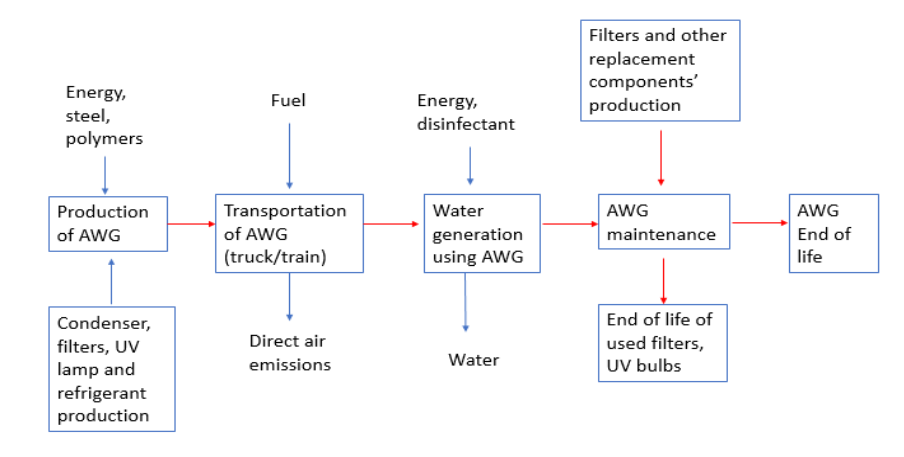 Filters and other
replacement
components'
production
Energy,
steel,
polymers
Fuel
Energy,
disinfectant
Production
of AWG
Transportation
of AWG
(truck/train)
Water
generation
using AWG
AWG
maintenance
AWG
End of
life
Condenser,
filters, UV
lamp and
refrigerant
production
Direct air
emissions
Water
End of life of
used filters,
UV bulbs